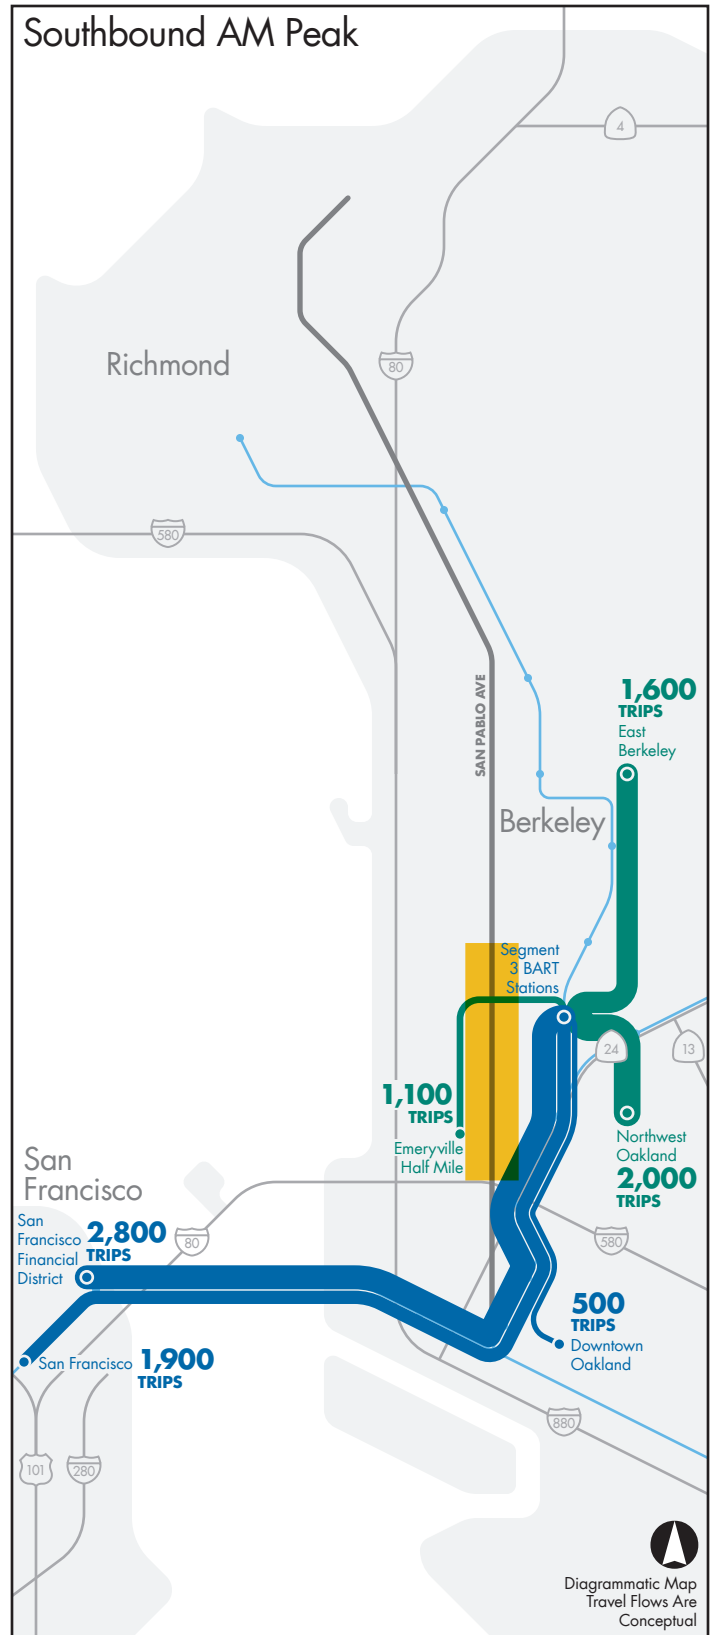 Southbound AM Peak
4
Richmond
80
580
1,600
TRIPS
East
Berkeley
SAN PABLO AVE
Berkeley
Segment
3 BART
Stations
24
13
1,100
TRIPS
Emeryville
Half Mile
Northwest
Oakland
2,000
TRIPS
San
Francisco
San
Francisco
Financial
District
2,800
TRIPS
80
580
500
TRIPS
Downtown
Oakland
San Francisco
1,900
TRIPS
880
101
280
Diagrammatic Map
Travel Flows Are
Conceptual